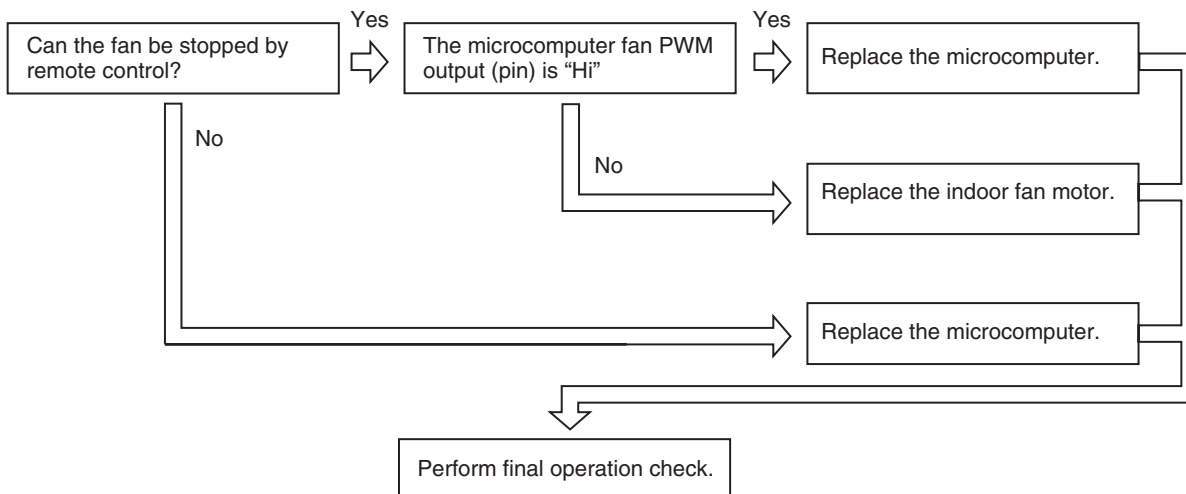 Can the fan be stopped by
remote control?
Yes
The microcomputer fan PWM
output (pin) is “Hi”
Yes
Replace the microcomputer.
No
No
Replace the indoor fan motor.
Replace the microcomputer.
Perform final operation check.